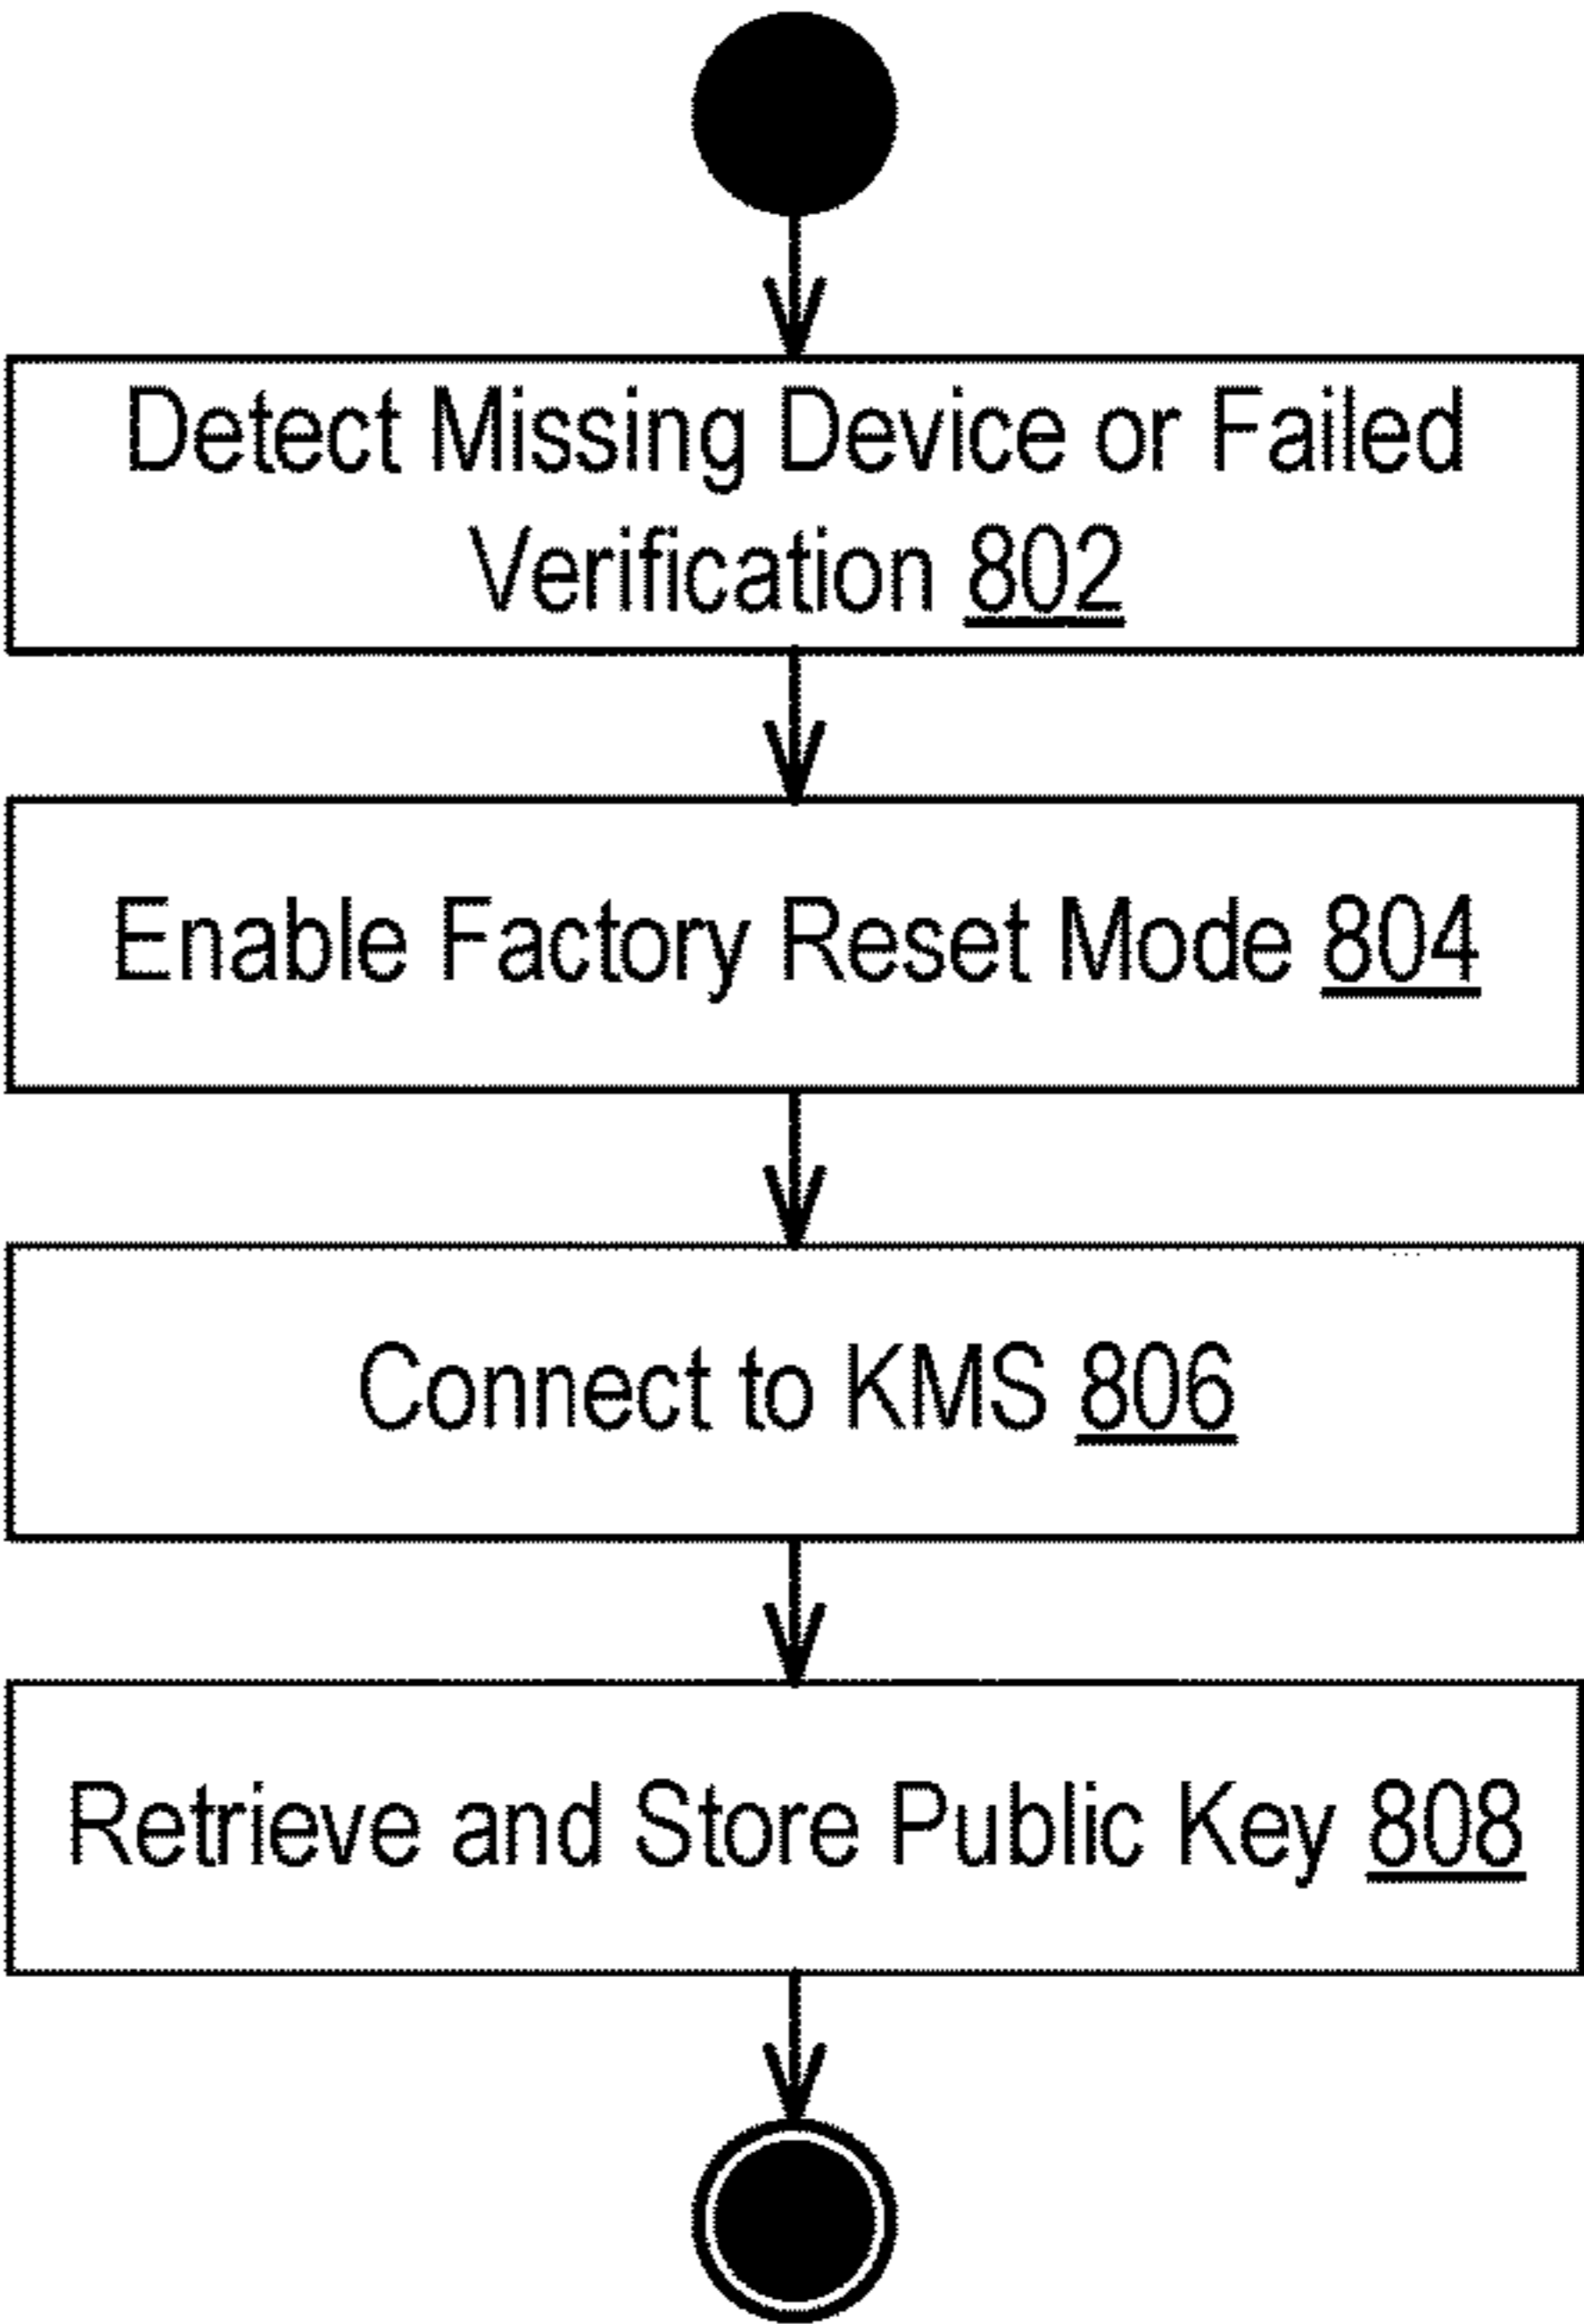 Detect Missing Device or Failed
Verification 802
Enable Factory Reset Mode 804
Connect to KMS 806
Retrieve and Store Public Key 808